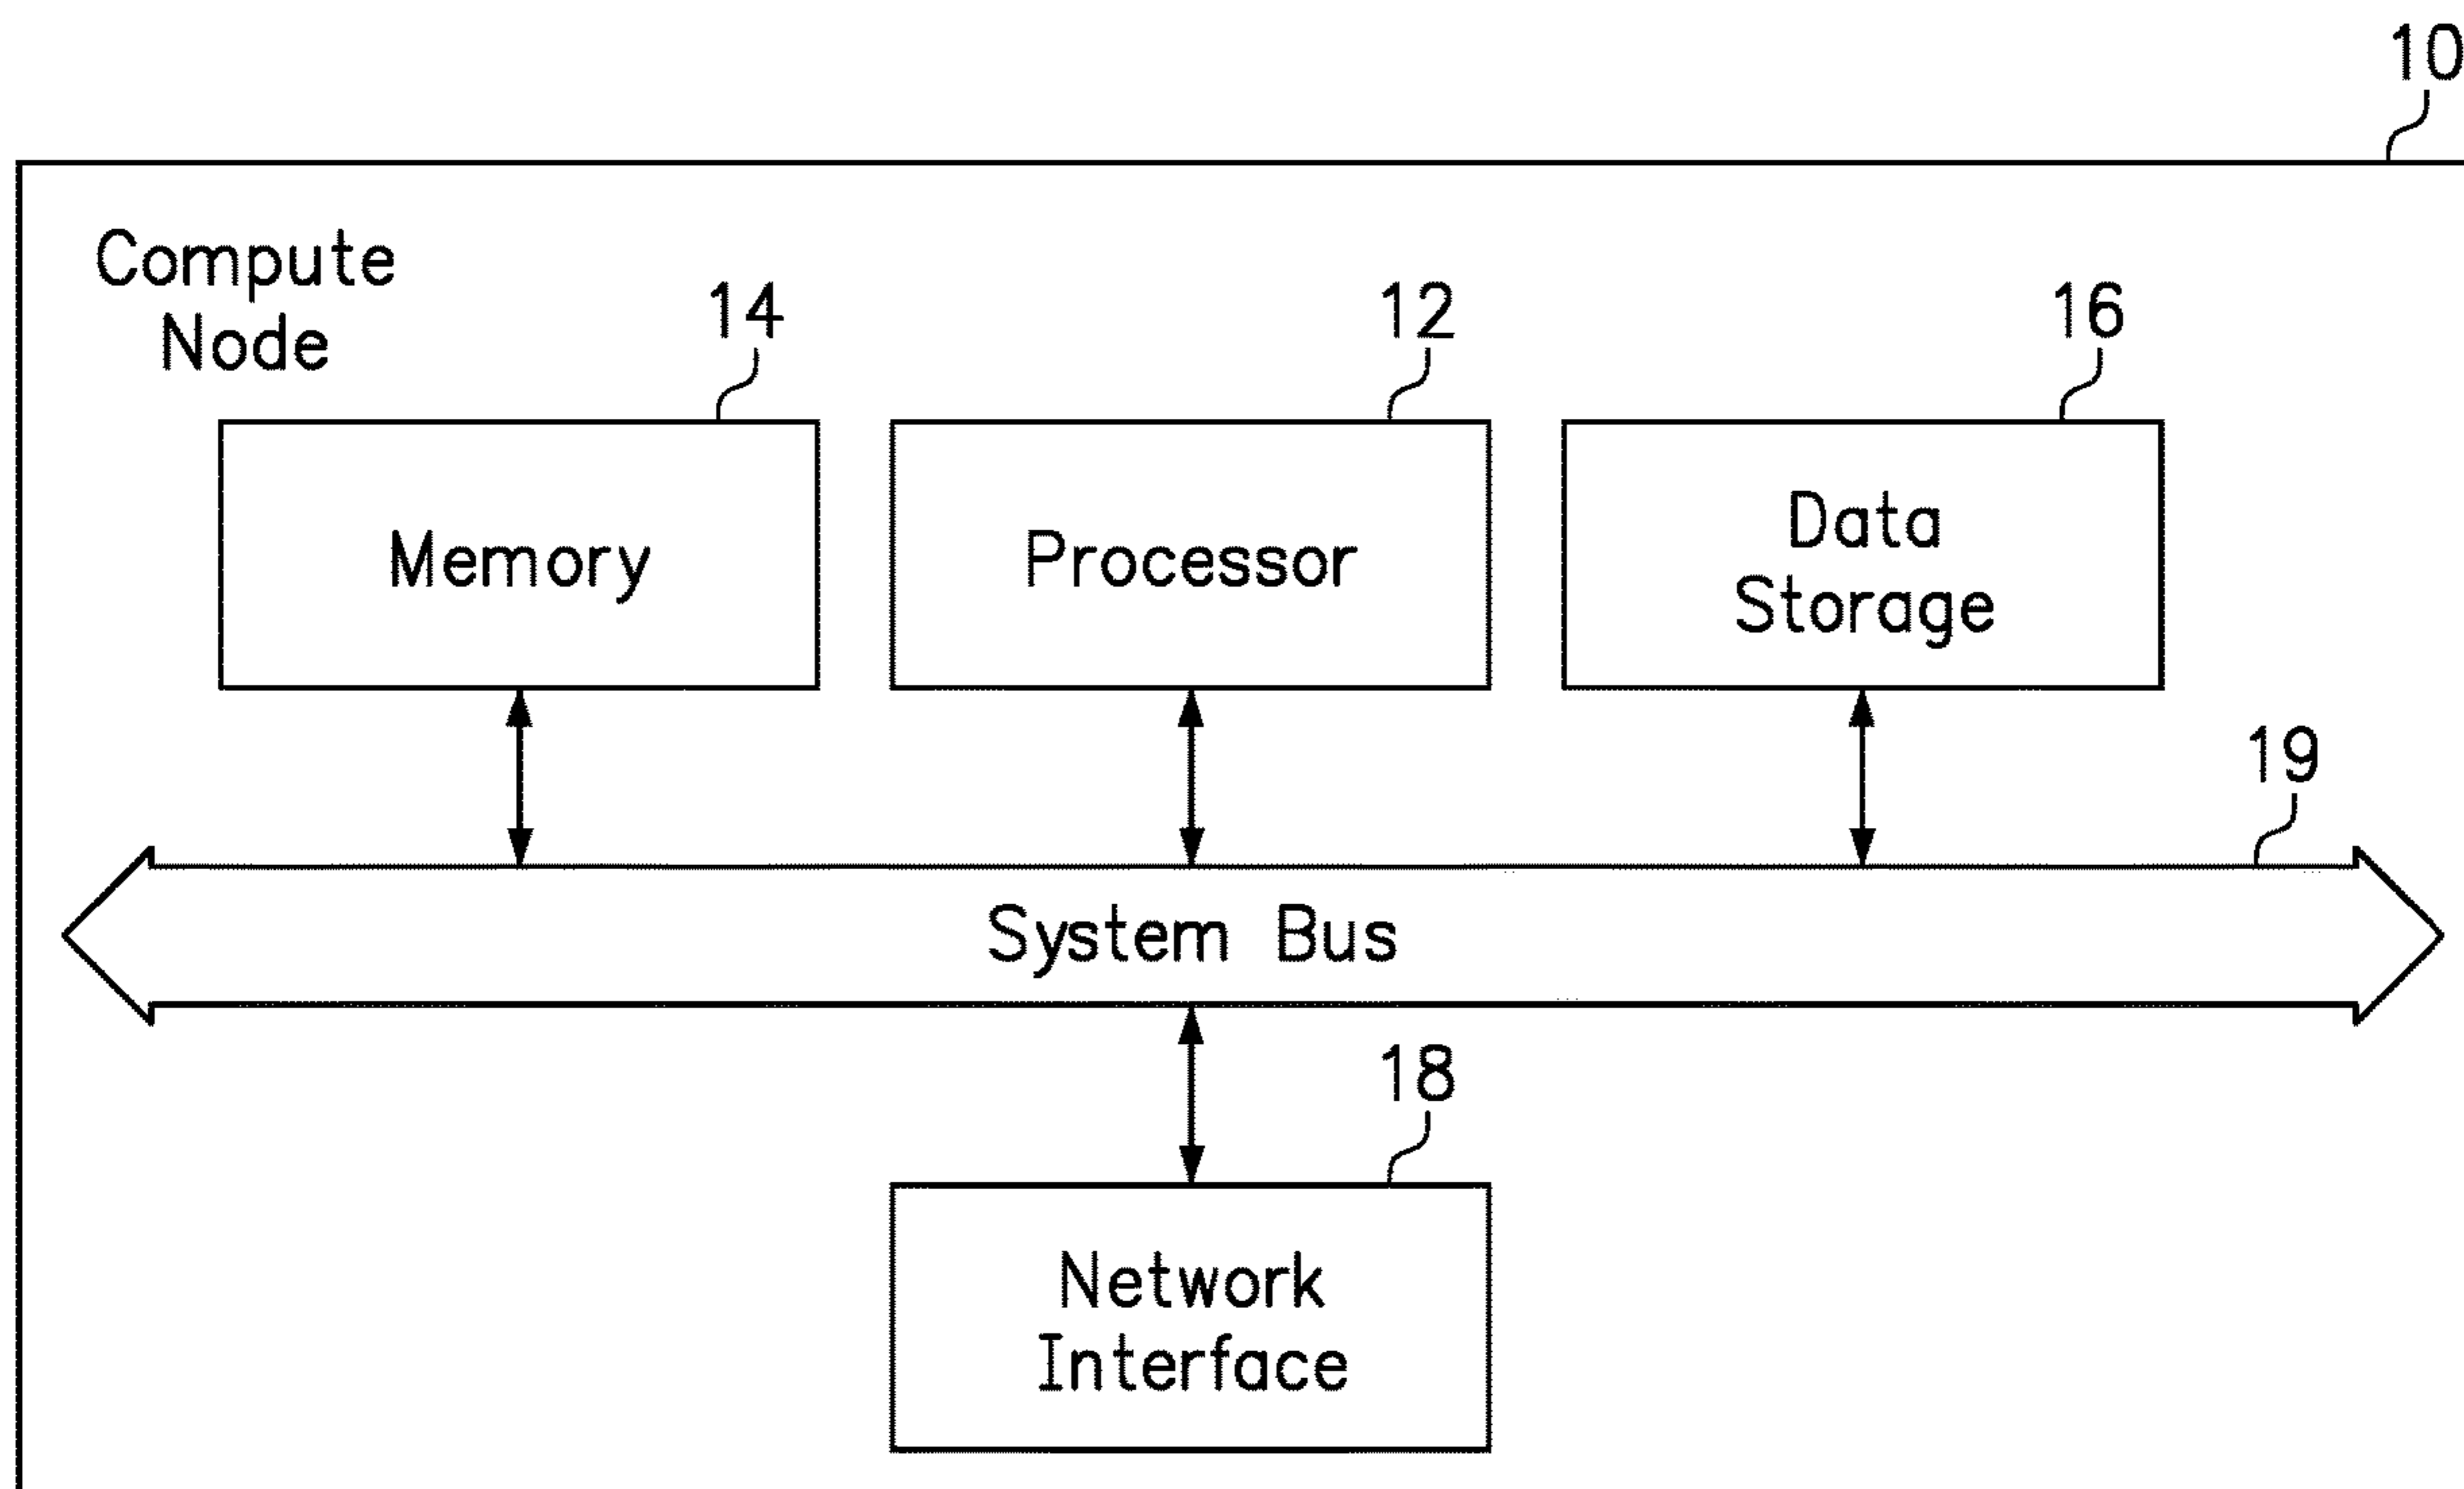 10
Compute
Node
14
12
16
Memory
Processor
Data
Storage
19
System Bus
18
Network
Interface